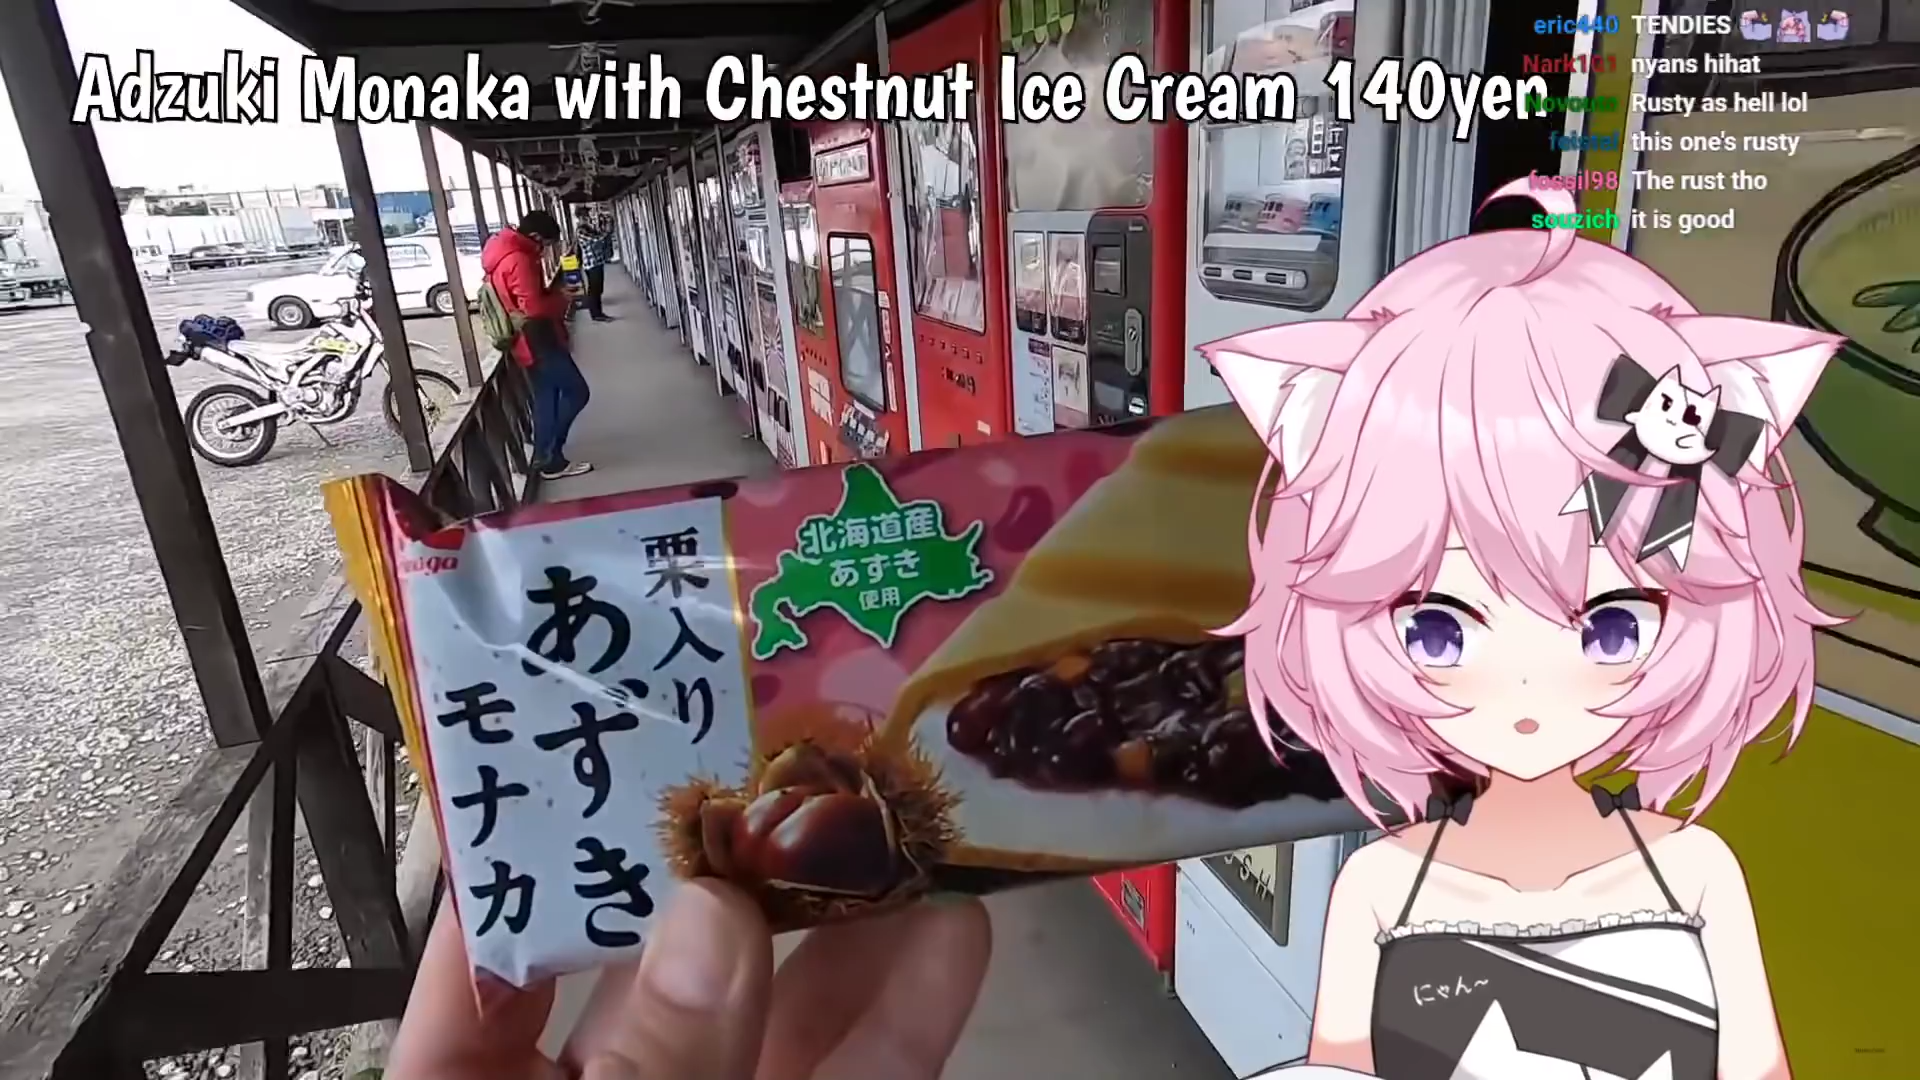 Adzuki Monaka with Chestnut Ice Cream 140yen
eric440 TENDIES
Nark101 nyans hihat
Rusty as hell lol
this one's rusty
fossil98 The rust tho
souzich it is good
北海道産
あずき
使用
栗入り
あずき
モナカ
にゃん~